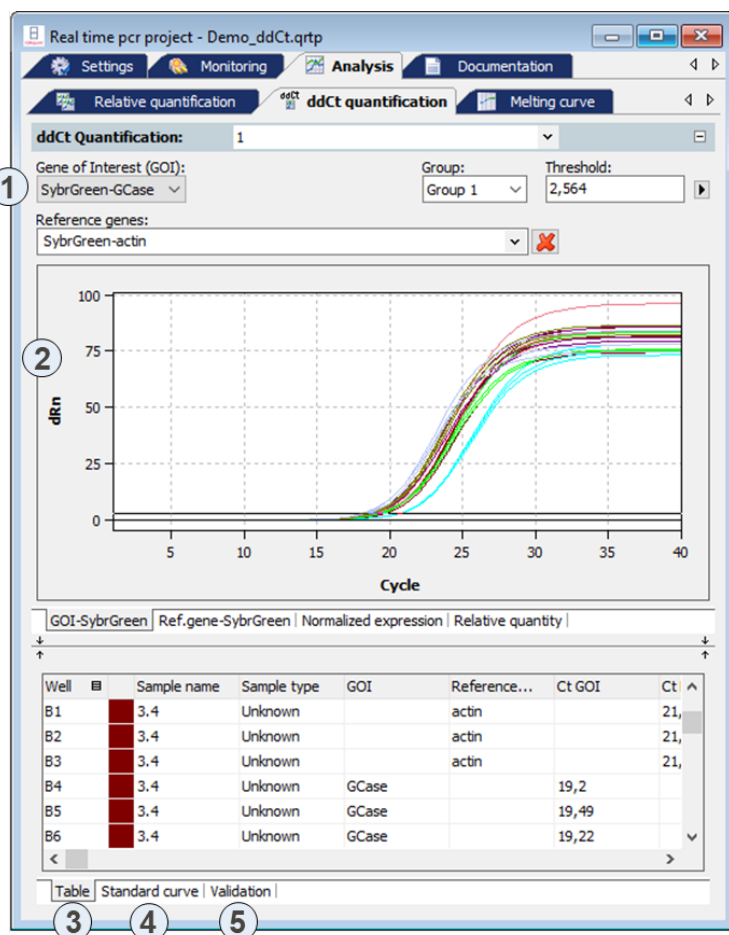 Real time pcr project - Demo_ddCt.qrtp
Settings Monitoring Analysis Documentation
Relative quantification ddCt ddCt quantification Melting curve
ddCt Quantification: 1
Gene of Interest (GOI): Group: Threshold:
1 SybrGreen-GCase Group 1 2,564
Reference genes:
SybrGreen-actin
100
2 75
50
25
0
dRn
5 10 15 20 25 30 35 40
Cycle
GOI-SybrGreen Ref.gene-SybrGreen Normalized expression Relative quantity
Well Sample name Sample type GOI Reference... Ct GOI Ct
B1 3.4 Unknown actin 21,
B2 3.4 Unknown actin 21,
B3 3.4 Unknown actin 21,
B4 3.4 Unknown GCase 19,2
B5 3.4 Unknown GCase 19,49
B6 3.4 Unknown GCase 19,22
Table Standard curve Validation
3 4 5